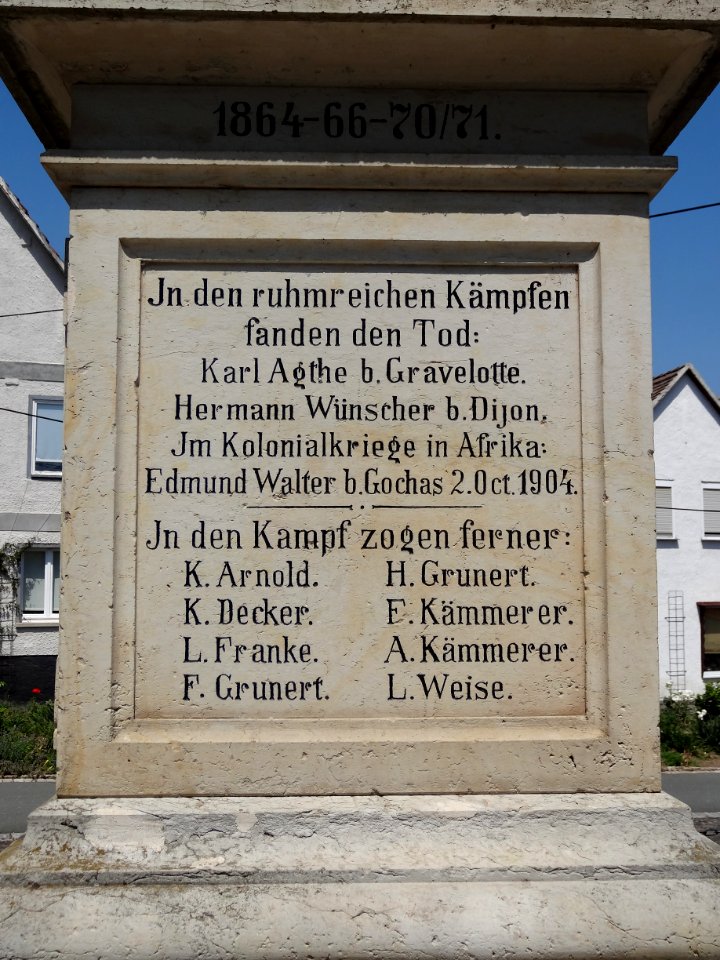 1864-66-70/71.
Jn den ruhmreichen Kämpfen
fanden den Tod:
Karl Agthe b. Gravelotte.
Hermann Wünscher b. Dijon.
Jm Kolonialkriege in Afrika:
Edmund Walter b. Gochas 2. Oct. 1904.
Jn den Kampf zogen ferner:
K. Arnold. H. Grunert.
K. Decker. F. Kämmerer.
L. Franke. A. Kämmerer.
F. Grunert. L. Weise.